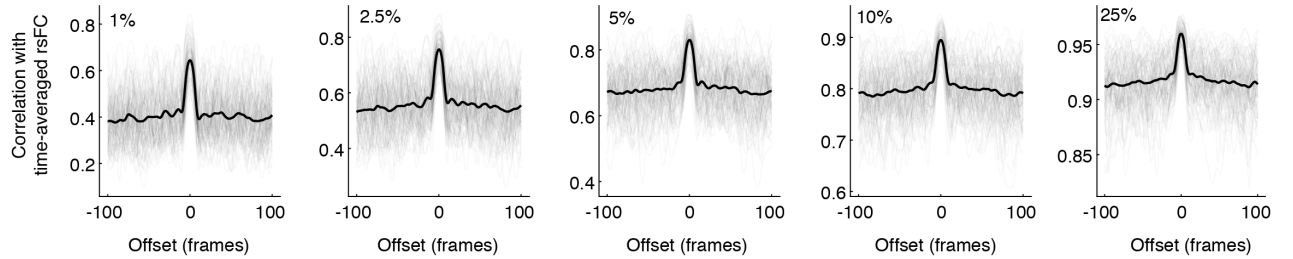 Correlation with
time-averaged rsFC
1%
0.8
0.6
0.4
0.2
-100 0 100
Offset (frames)
2.5%
0.8
0.6
0.4
-100 0 100
Offset (frames)
5%
0.8
0.6
0.4
-100 0 100
Offset (frames)
10%
0.9
0.8
0.7
0.6
-100 0 100
Offset (frames)
25%
0.95
0.9
0.85
-100 0 100
Offset (frames)